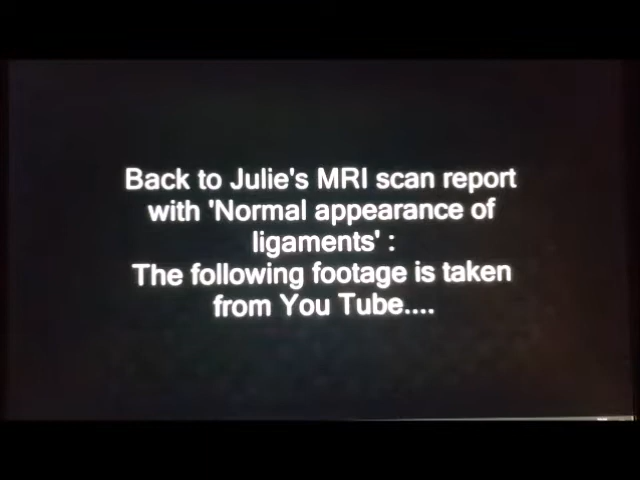 Back to Julie's MRI scan report
with 'Normal appearance of
ligaments' :
The following footage is taken
from You Tube....